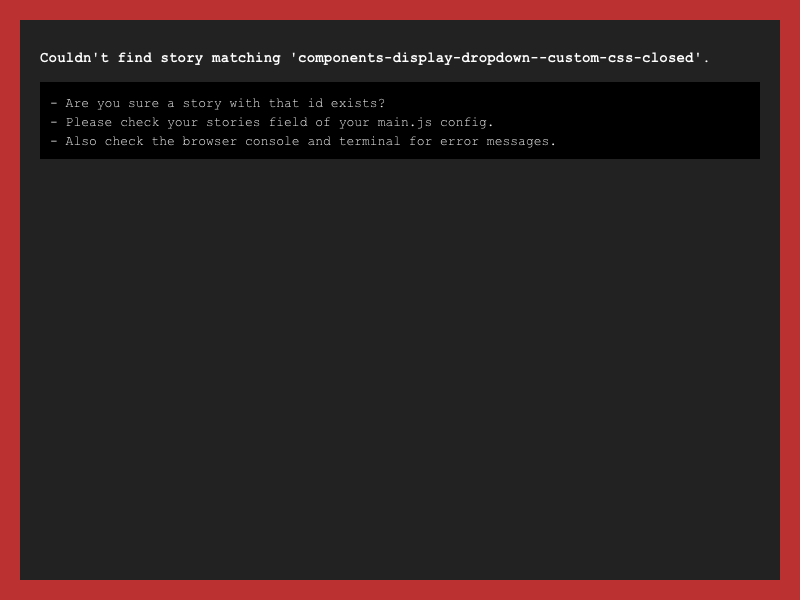 Couldn't find story matching 'components-display-dropdown--custom-css-closed'.
- Are you sure a story with that id exists?
- Please check your stories field of your main.js config.
- Also check the browser console and terminal for error messages.